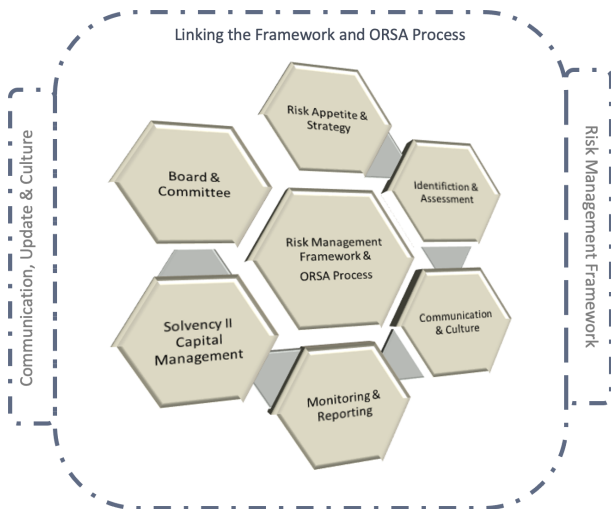 Linking the Framework and ORSA Process
Communication, Update & Culture
Risk Appetite &
Strategy
Board &
Committee
Identifiction &
Assessment
Risk Management
Framework &
ORSA Process
Solvency II
Capital
Management
Communication
& Culture
Monitoring &
Reporting
Risk Management Framework